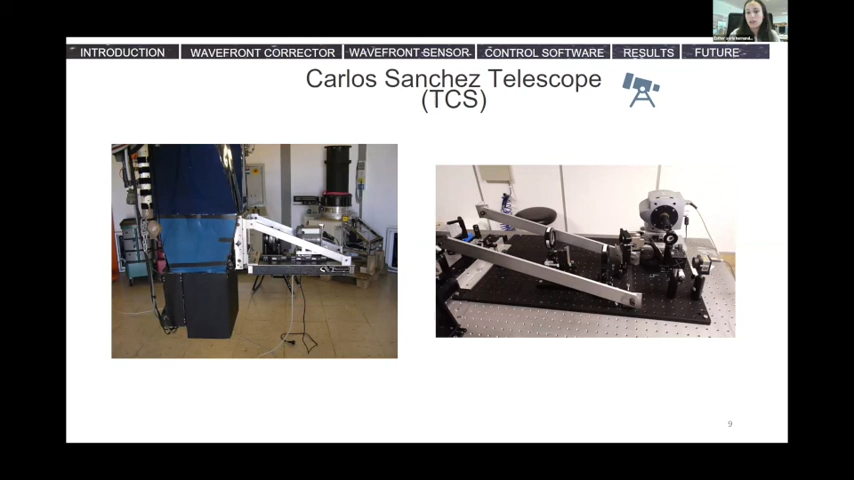 INTRODUCTION
WAVEFRONT CORRECTOR
WAVEFRONT SENSOR
CONTROL SOFTWARE
RESULTS
FUTURE
Carlos Sanchez Telescope
(TCS)
9